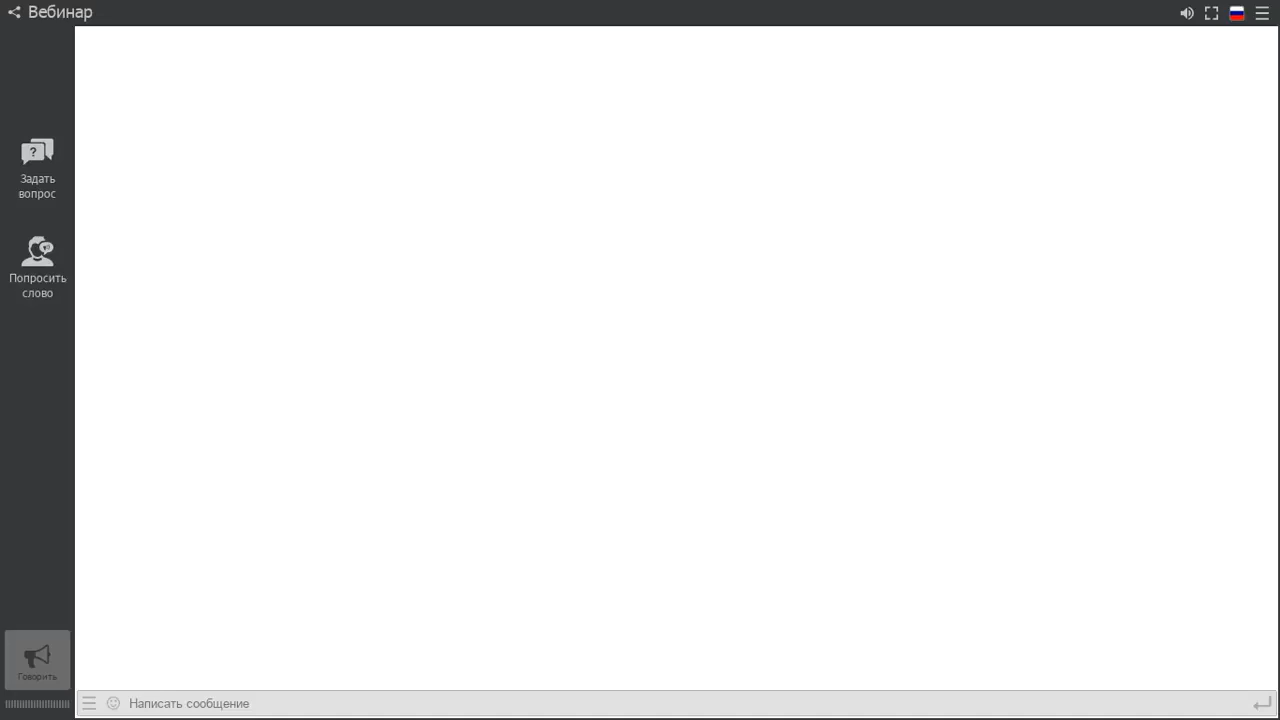 Вебинар
Задать
вопрос
Попросить
слово
Говорить
Написать сообщение